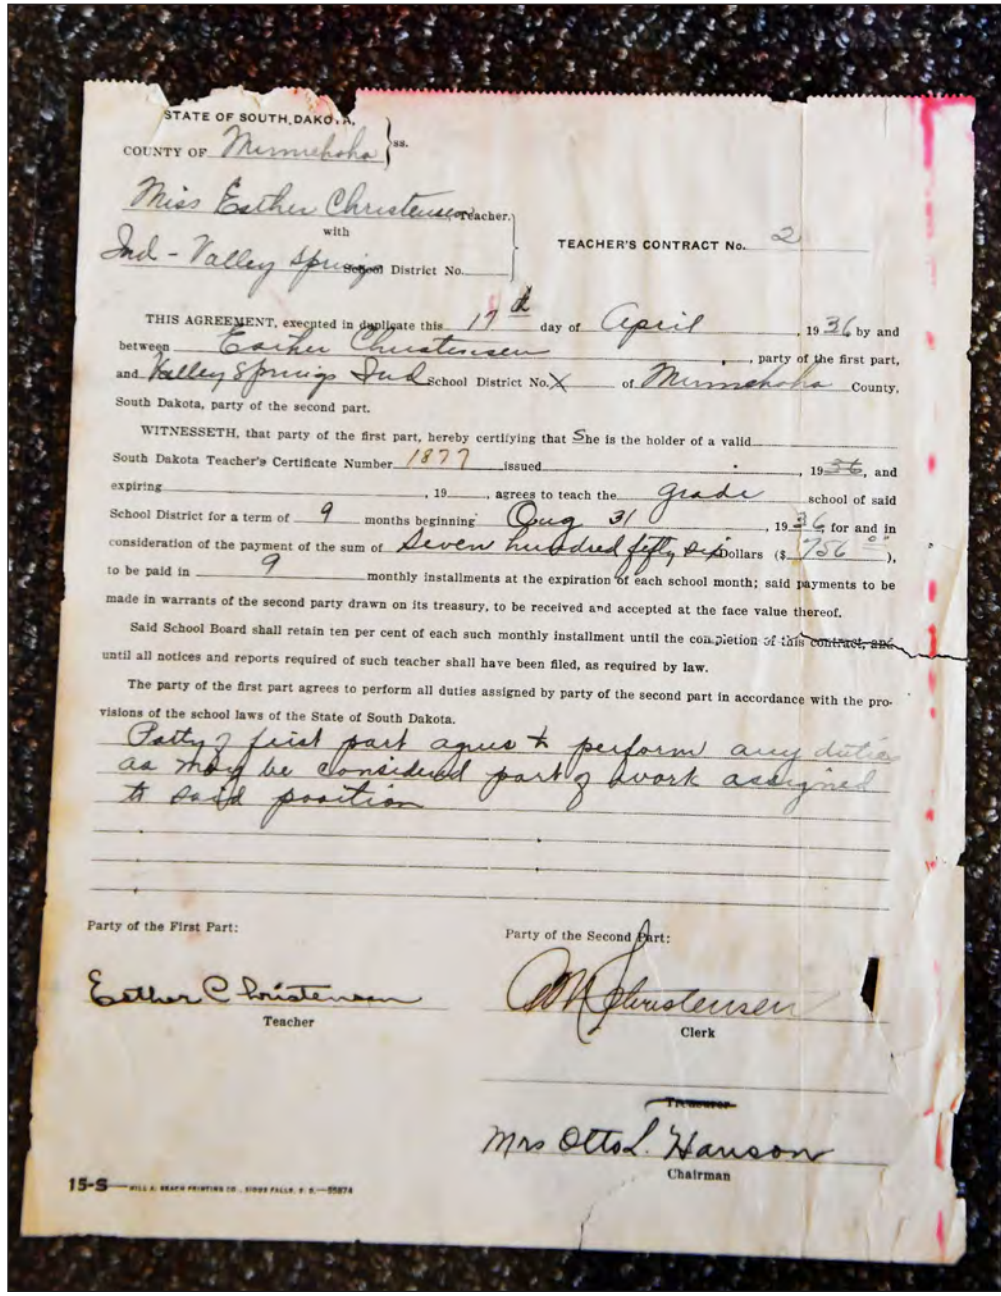 STATE OF SOUTH DAKOTA,
COUNTY OF Minnehaha } ss.
Miss Esther Christensen Teacher.
with
Ind - Valley Springs School District No.
TEACHER'S CONTRACT No. 2
THIS AGREEMENT, executed in duplicate this 17th day of April, 1936 by and
between Esther Christensen, party of the first part,
and Valley Springs Ind School District No. X of Minnehaha County,
South Dakota, party of the second part.
WITNESSETH, that party of the first part, hereby certifying that She is the holder of a valid
South Dakota Teacher's Certificate Number 1877 issued , 1936, and
expiring , 19 , agrees to teach the grade school of said
School District for a term of 9 months beginning Aug 31, 1936 for and in
consideration of the payment of the sum of Seven hundred fifty six Dollars ($ 756 00 ),
to be paid in 9 monthly installments at the expiration of each school month; said payments to be
made in warrants of the second party drawn on its treasury, to be received and accepted at the face value thereof.
Said School Board shall retain ten per cent of each such monthly installment until the completion of this contract, and
until all notices and reports required of such teacher shall have been filed, as required by law.
The party of the first part agrees to perform all duties assigned by party of the second part in accordance with the pro-
visions of the school laws of the State of South Dakota.
Party of first part agrees to perform any duties
as may be considered part of work assigned
to said position
Party of the First Part:
Party of the Second Part:
Esther Christensen
Teacher
Christensen
Clerk
Treasurer
Mrs Otto L. Hanson
Chairman
15-S—WILL A. BEACH PRINTING CO., SIOUX FALLS, S. D.—55874